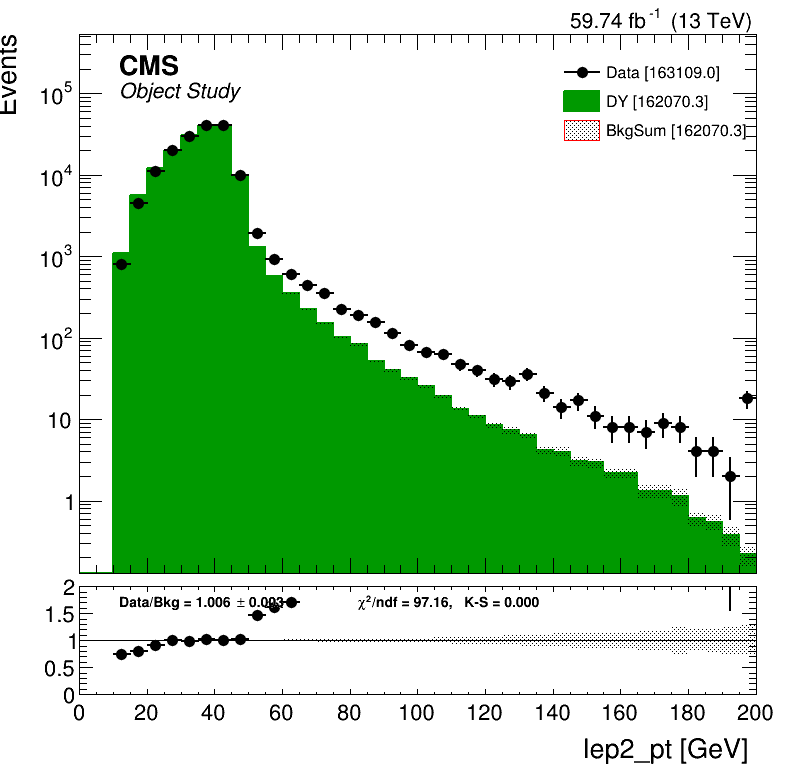 59.74 fb⁻¹ (13 TeV)
Events
CMS
Object Study
Data [163109.0]
DY [162070.3]
BkgSum [162070.3]
10⁵
10⁴
10³
10²
10
1
Data/Bkg = 1.006 ± 0.003
χ²/ndf = 97.16, K-S = 0.000
2
1.5
1
0.5
0
0 20 40 60 80 100 120 140 160 180 200
lep2_pt [GeV]